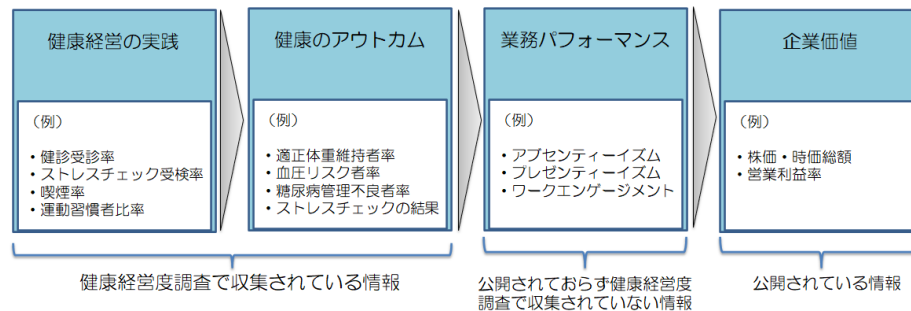 健康経営の実践
（例）
・健診受診率
・ストレスチェック受検率
・喫煙率
・運動習慣者比率
健康のアウトカム
（例）
・適正体重維持者率
・血圧リスク者率
・糖尿病管理不良者率
・ストレスチェックの結果
業務パフォーマンス
（例）
・アブセンティーイズム
・プレゼンティーイズム
・ワークエンゲージメント
企業価値
（例）
・株価・時価総額
・営業利益率
健康経営度調査で収集されている情報
公開されておらず健康経営度
調査で収集されていない情報
公開されている情報